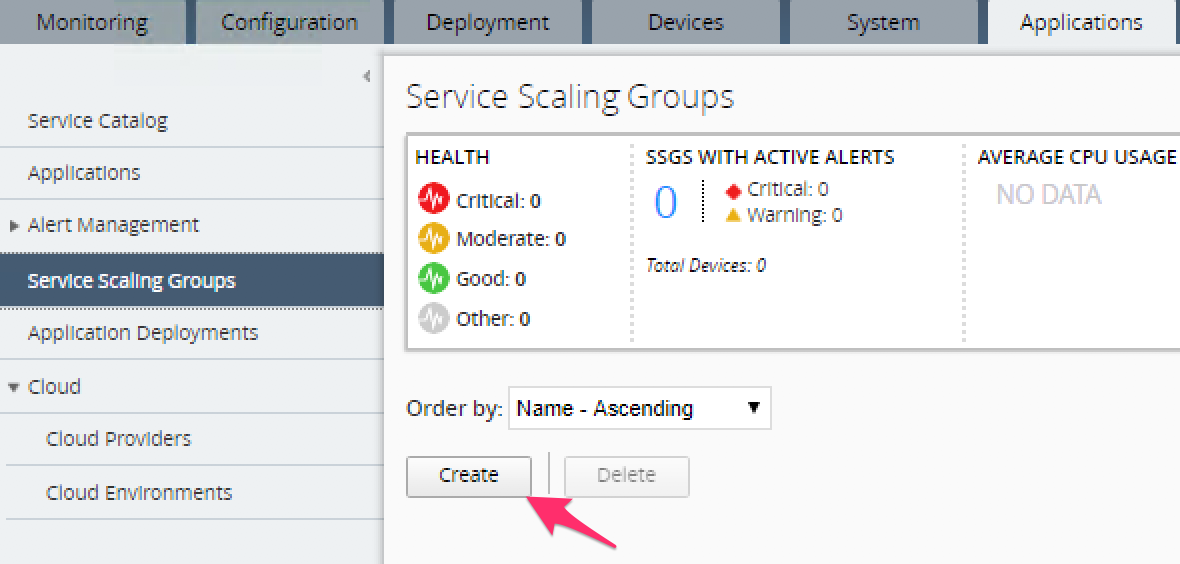 Monitoring
Configuration
Deployment
Devices
System
Applications
Service Catalog
Applications
Alert Management
Service Scaling Groups
Application Deployments
Cloud
Cloud Providers
Cloud Environments
Service Scaling Groups
HEALTH
Critical: 0
Moderate: 0
Good: 0
Other: 0
SSGS WITH ACTIVE ALERTS
0
Critical: 0
Warning: 0
Total Devices: 0
AVERAGE CPU USAGE
NO DATA
Order by: Name - Ascending
Create
Delete